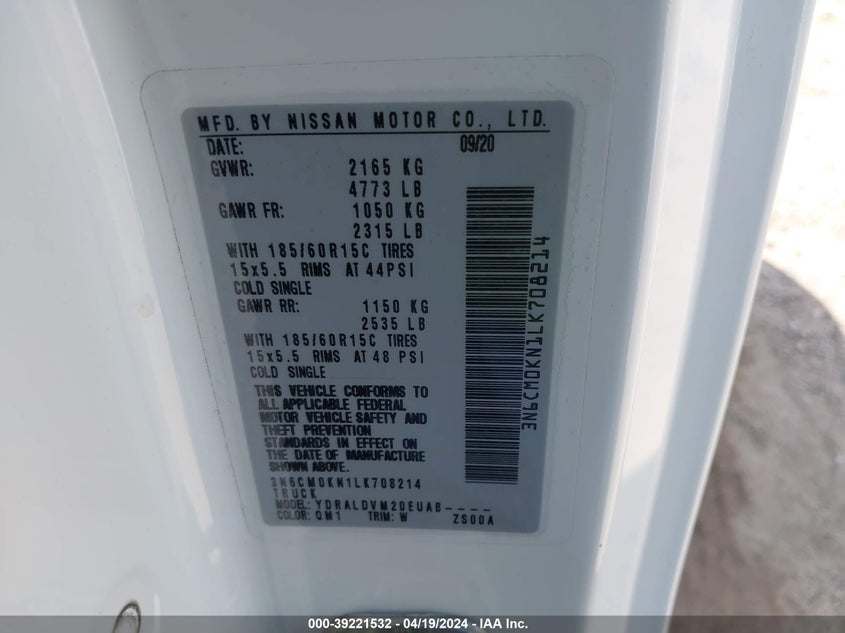 MFD. BY NISSAN MOTOR CO., LTD.
DATE: 09/20
GVWR: 2165 KG
4773 LB
GAWR FR: 1050 KG
2315 LB
WITH 185/60R15C TIRES
15x5.5 RIMS AT 44PSI
COLD SINGLE
GAWR RR: 1150 KG
2535 LB
WITH 185/60R15C TIRES
15x5.5 RIMS AT 48 PSI
COLD SINGLE
THIS VEHICLE CONFORMS TO
ALL APPLICABLE FEDERAL
MOTOR VEHICLE SAFETY AND
THEFT PREVENTION
STANDARDS IN EFFECT ON
THE DATE OF MANUFACTURE
SHOWN ABOVE.
3N6CM0KN1LK708214
TRUCK
MODEL: YDRALDVM20EUAB----
COLOR: QM1 TRIM: W ZS00A
3N6CM0KN1LK708214
000-39221532 - 04/19/2024 - IAA Inc.